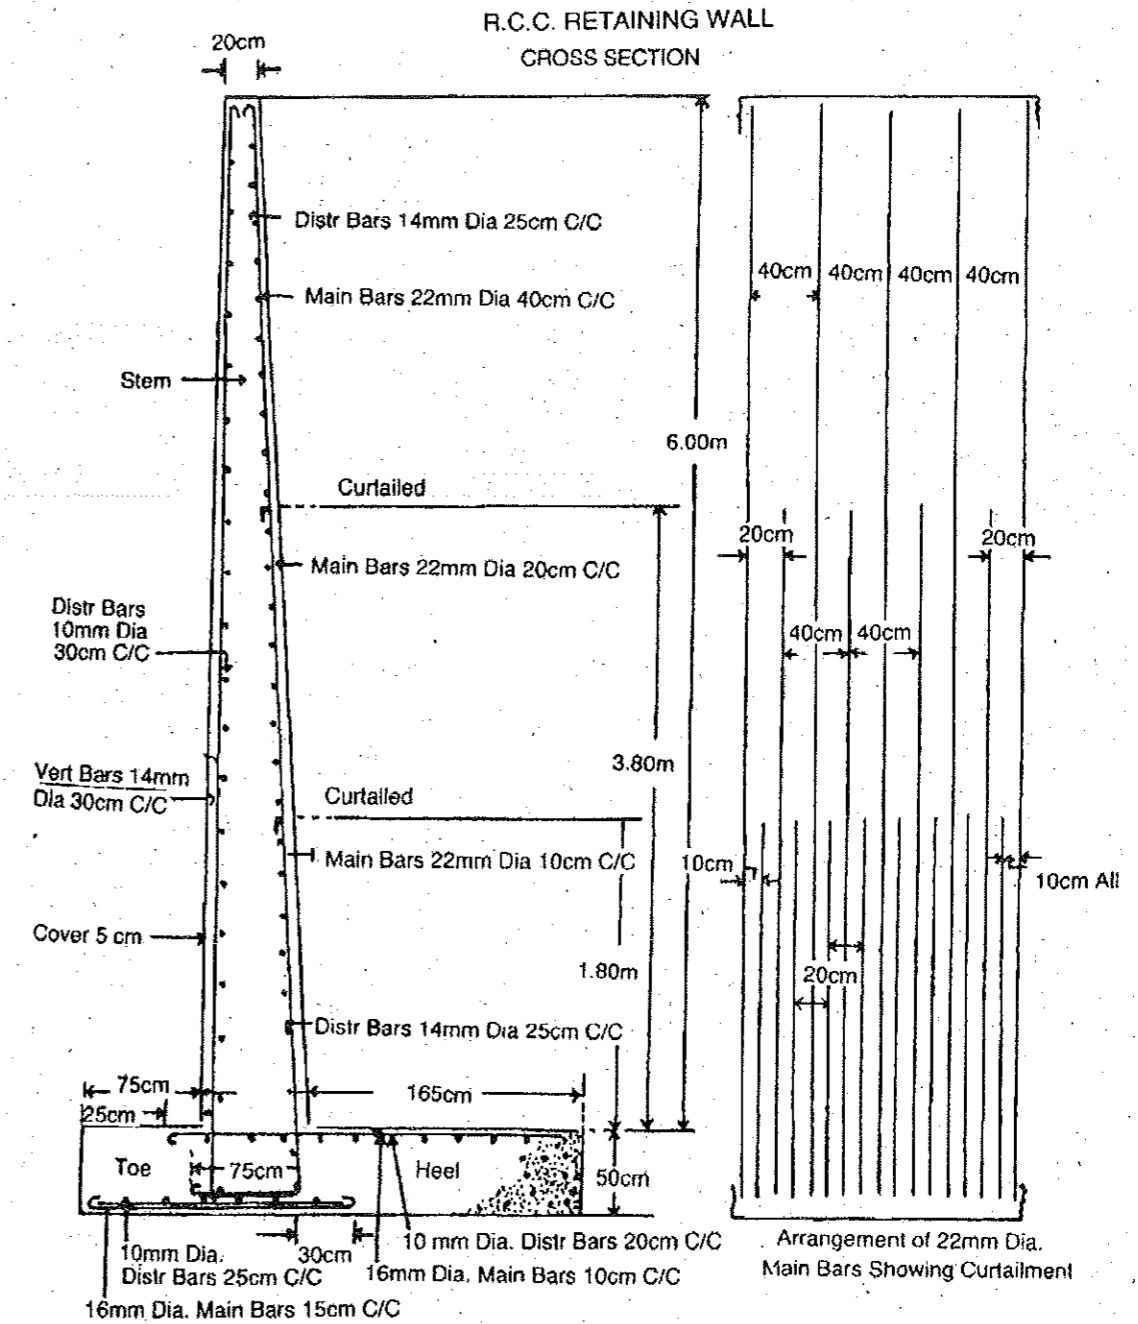 R.C.C. RETAINING WALL
CROSS SECTION
20cm
Distr Bars 14mm Dia 25cm C/C
40cm
40cm
40cm
40cm
Main Bars 22mm Dia 40cm C/C
Stem
6.00m
Curtailed
20cm
20cm
Main Bars 22mm Dia 20cm C/C
Distr Bars
10mm Dia
30cm C/C
40cm
40cm
3.80m
Vert Bars 14mm
Dia 30cm C/C
Curtailed
Main Bars 22mm Dia 10cm C/C
10cm
10cm All
Cover 5 cm
1.80m
20cm
Distr Bars 14mm Dia 25cm C/C
75cm
165cm
25cm
Toe
75cm
Heel
50cm
10mm Dia.
Distr Bars 25cm C/C
30cm
10 mm Dia. Distr Bars 20cm C/C
16mm Dia. Main Bars 10cm C/C
16mm Dia. Main Bars 15cm C/C
Arrangement of 22mm Dia.
Main Bars Showing Curtailment